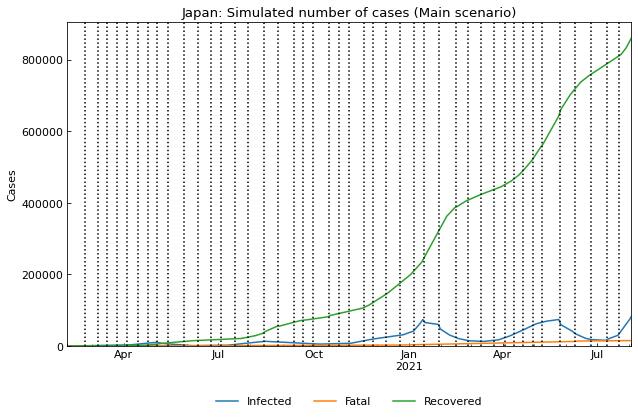 Japan: Simulated number of cases (Main scenario)
800000
600000
400000
200000
0
Cases
Apr Jul Oct Jan Apr Jul
2021
Infected Fatal Recovered